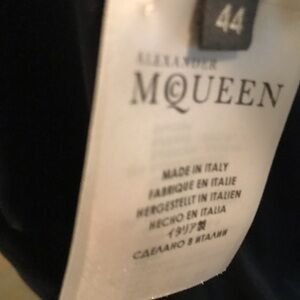 44
ALEXANDER
McQUEEN
MADE IN ITALY
FABRIQUE EN ITALIE
HERGESTELLT IN ITALIEN
HECHO EN ITALIA
イタリア製
СДЕЛАНО В ИТАЛИИ